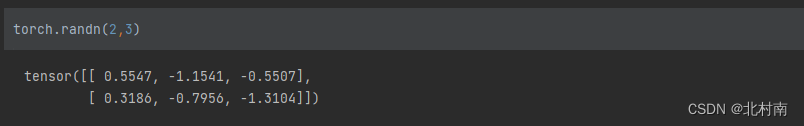 torch.randn(2,3)
tensor([[ 0.5547, -1.1541, -0.5507],
        [ 0.3186, -0.7956, -1.3104]])
CSDN @北村南